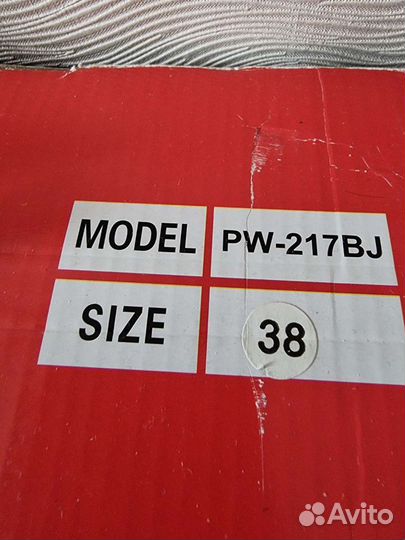 MODEL PW-217BJ
SIZE 38
Avito